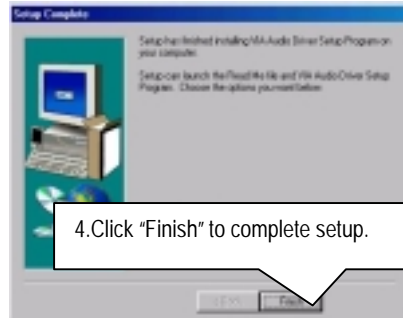 Setup Complete
Setup has finished installing VIA Audio Driver Setup Program on
your computer.
Setup can launch the Read Me file and VIA Audio Driver Setup
Program. Choose the options you want below.
4.Click “Finish” to complete setup.
Finish